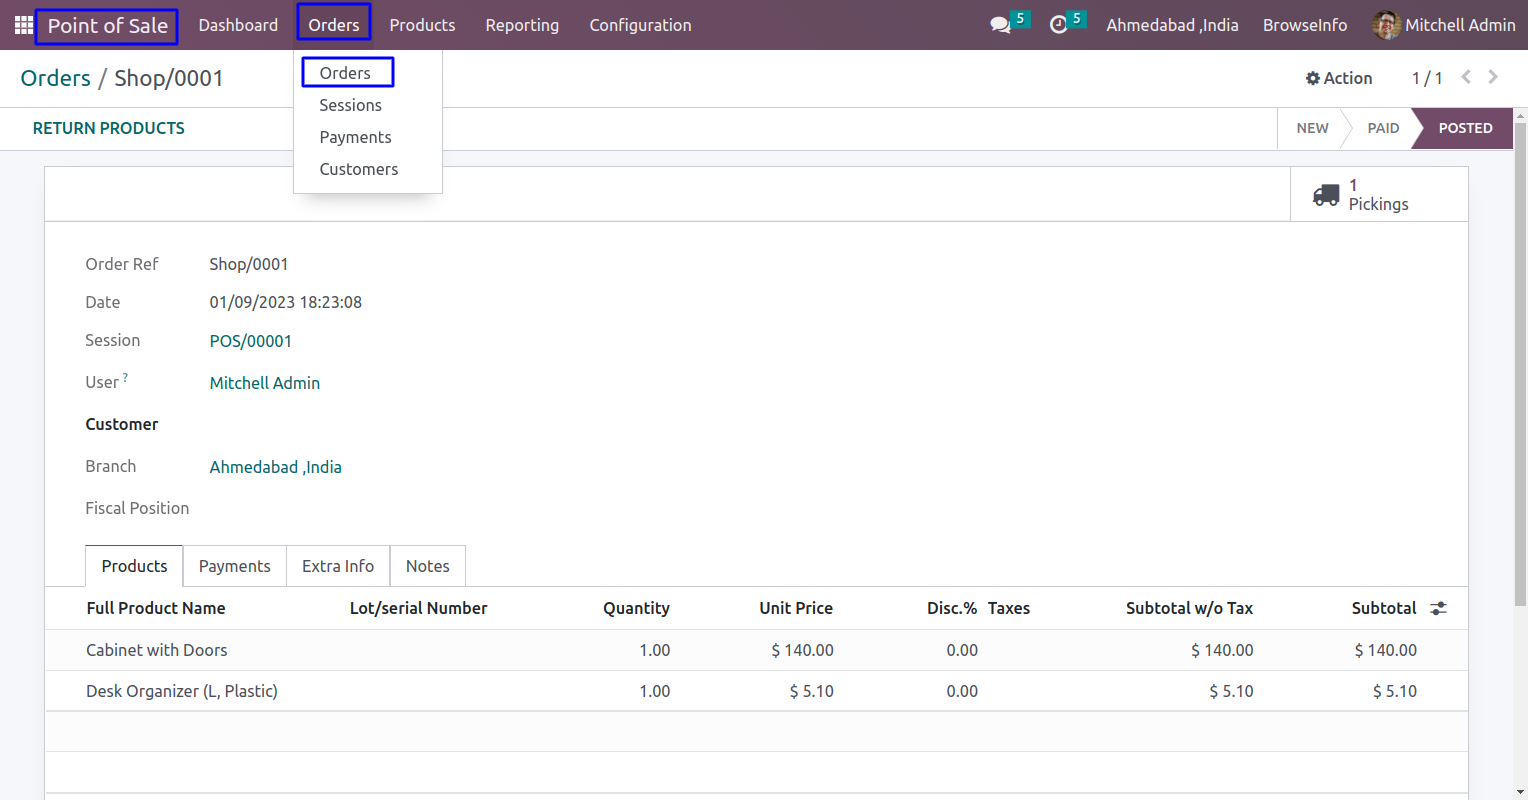 Point of Sale Dashboard Orders Products Reporting Configuration 5 5 Ahmedabad ,India BrowseInfo Mitchell Admin
Orders / Shop/0001 Action 1 / 1
Orders
Sessions
Payments
Customers
RETURN PRODUCTS NEW PAID POSTED
1
Pickings
Order Ref Shop/0001
Date 01/09/2023 18:23:08
Session POS/00001
User ? Mitchell Admin
Customer
Branch Ahmedabad ,India
Fiscal Position
Products Payments Extra Info Notes
Full Product Name Lot/serial Number Quantity Unit Price Disc.% Taxes Subtotal w/o Tax Subtotal
Cabinet with Doors 1.00 $ 140.00 0.00 $ 140.00 $ 140.00
Desk Organizer (L, Plastic) 1.00 $ 5.10 0.00 $ 5.10 $ 5.10